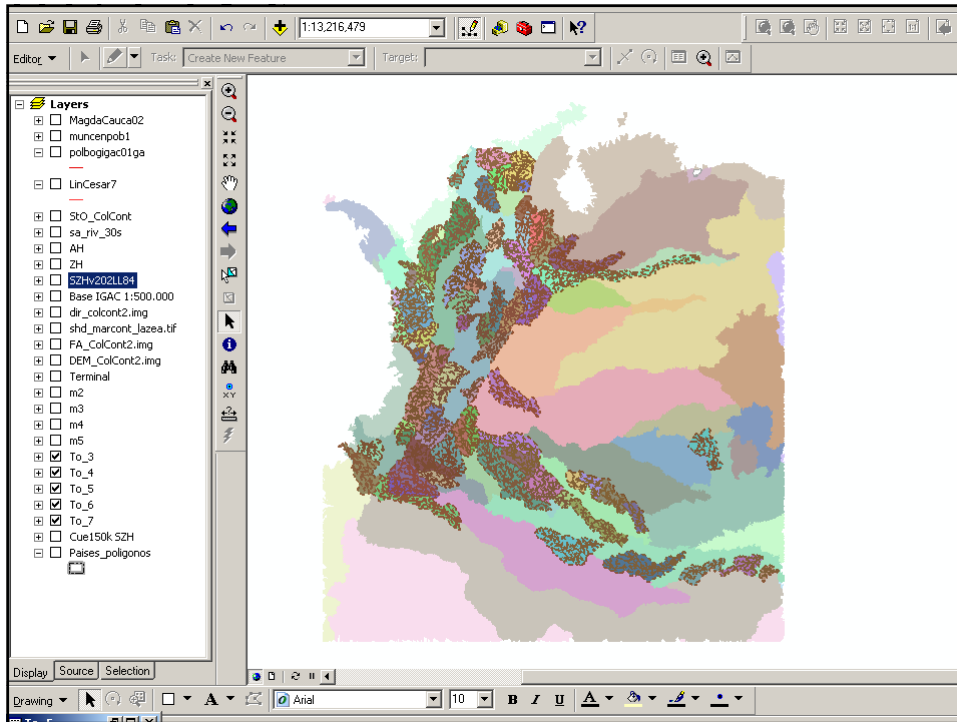 1:13,216,479
Editor Task: Create New Feature Target:
Layers
MagdaCauca02
muncenpob1
polbogigac01ga
LinCesar7
StO_ColCont
sa_riv_30s
AH
ZH
SZHv202LL84
Base IGAC 1:500.000
dir_colcont2.img
shd_marcont_lazea.tif
FA_ColCont2.img
DEM_ColCont2.img
Terminal
m2
m3
m4
m5
To_3
To_4
To_5
To_6
To_7
Cue150k SZH
Paises_poligonos
Display Source Selection
Drawing A Arial 10 B I U A